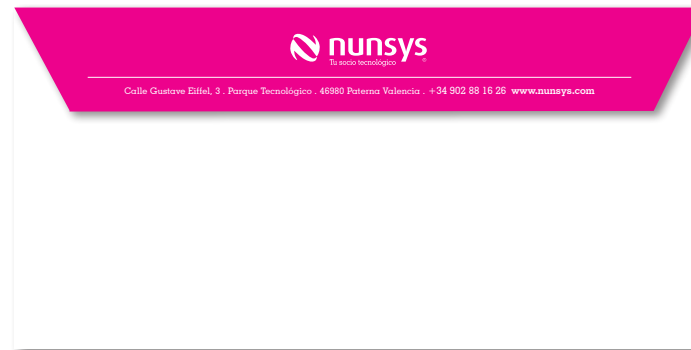 nunsys
Tu socio tecnológico ®
Calle Gustave Eiffel, 3 . Parque Tecnológico . 46980 Paterna Valencia . +34 902 88 16 26 www.nunsys.com